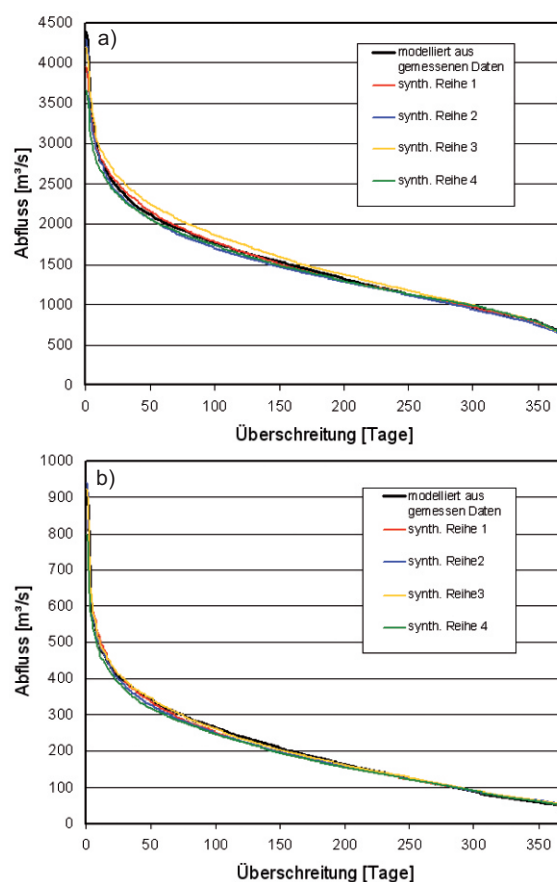 a)
4500
4000
3500
3000
2500
2000
1500
1000
500
0
Abfluss [m³/s]
modelliert aus
gemessenen Daten
synth. Reihe 1
synth. Reihe 2
synth. Reihe 3
synth. Reihe 4
0 50 100 150 200 250 300 350
Überschreitung [Tage]
b)
1000
900
800
700
600
500
400
300
200
100
0
Abfluss [m³/s]
modelliert aus
gemessen Daten
synth. Reihe 1
synth. Reihe2
synth. Reihe3
synth. Reihe 4
0 50 100 150 200 250 300 350
Überschreitung [Tage]